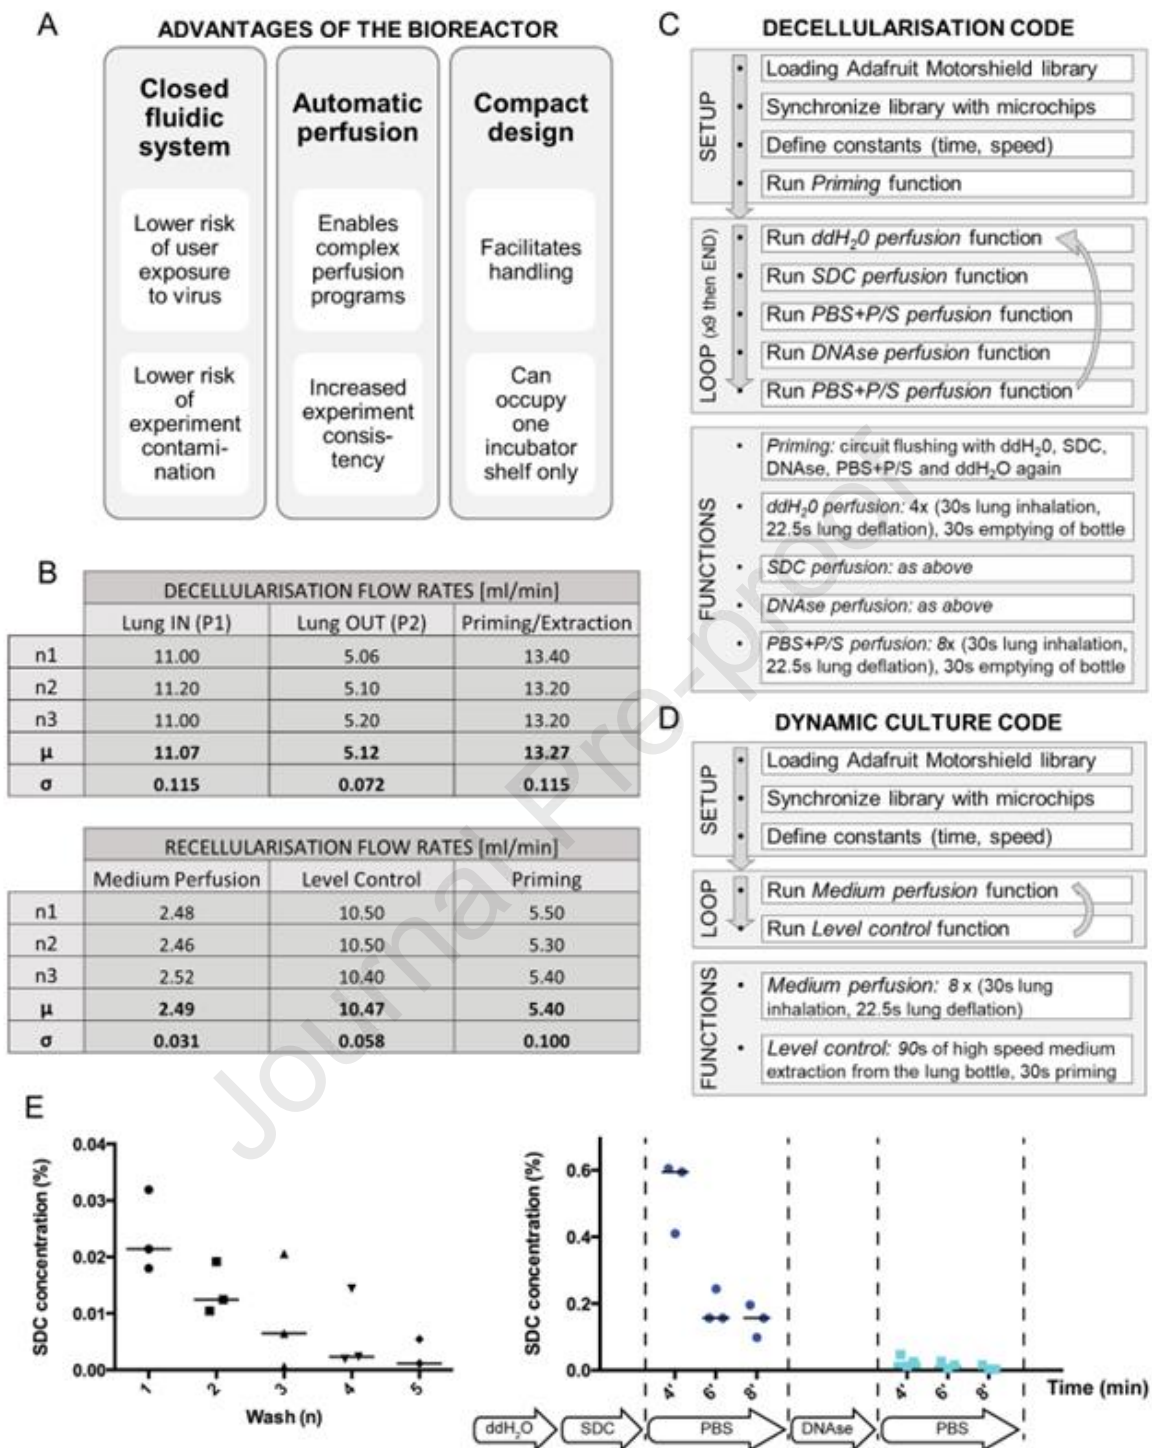 A
ADVANTAGES OF THE BIOREACTOR
Closed
fluidic
system
Lower risk
of user
exposure
to virus
Lower risk
of
experiment
contami-
nation
Automatic
perfusion
Enables
complex
perfusion
programs
Increased
experiment
consis-
tency
Compact
design
Facilitates
handling
Can
occupy
one
incubator
shelf only
B
DECELLULARISATION FLOW RATES [ml/min]
Lung IN (P1) Lung OUT (P2) Priming/Extraction
n1 11.00 5.06 13.40
n2 11.20 5.10 13.20
n3 11.00 5.20 13.20
μ 11.07 5.12 13.27
σ 0.115 0.072 0.115
RECELLULARISATION FLOW RATES [ml/min]
Medium Perfusion Level Control Priming
n1 2.48 10.50 5.50
n2 2.46 10.50 5.30
n3 2.52 10.40 5.40
μ 2.49 10.47 5.40
σ 0.031 0.058 0.100
C
DECELLULARISATION CODE
SETUP
• Loading Adafruit Motorshield library
• Synchronize library with microchips
• Define constants (time, speed)
• Run Priming function
LOOP (x9 then END)
• Run ddH₂0 perfusion function
• Run SDC perfusion function
• Run PBS+P/S perfusion function
• Run DNAse perfusion function
• Run PBS+P/S perfusion function
FUNCTIONS
• Priming: circuit flushing with ddH₂0, SDC,
DNAse, PBS+P/S and ddH₂O again
• ddH₂0 perfusion: 4x (30s lung inhalation,
22.5s lung deflation), 30s emptying of bottle
• SDC perfusion: as above
• DNAse perfusion: as above
• PBS+P/S perfusion: 8x (30s lung inhalation,
22.5s lung deflation), 30s emptying of bottle
D
DYNAMIC CULTURE CODE
SETUP
• Loading Adafruit Motorshield library
• Synchronize library with microchips
• Define constants (time, speed)
LOOP
• Run Medium perfusion function
• Run Level control function
FUNCTIONS
• Medium perfusion: 8 x (30s lung
inhalation, 22.5s lung deflation)
• Level control: 90s of high speed medium
extraction from the lung bottle, 30s priming
Journal Pre-proof
E
SDC concentration (%)
0.04
0.03
0.02
0.01
0.00
1 2 3 4 5
Wash (n)
SDC concentration (%)
0.6
0.4
0.2
0.0
4' 6' 8' 4' 6' 8'
Time (min)
ddH₂O SDC PBS DNAse PBS